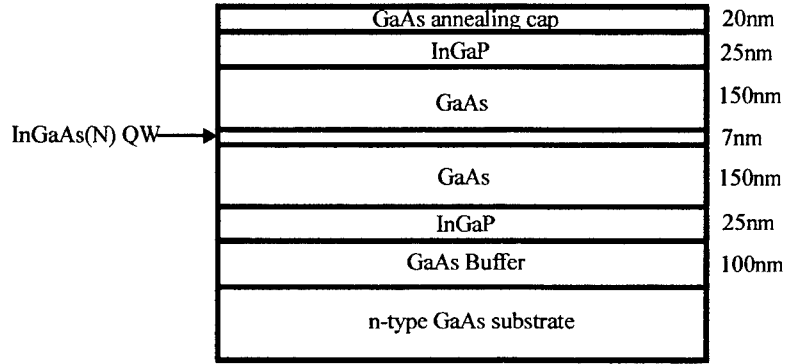 GaAs annealing cap 20nm
InGaP 25nm
GaAs 150nm
InGaAs(N) QW 7nm
GaAs 150nm
InGaP 25nm
GaAs Buffer 100nm
n-type GaAs substrate